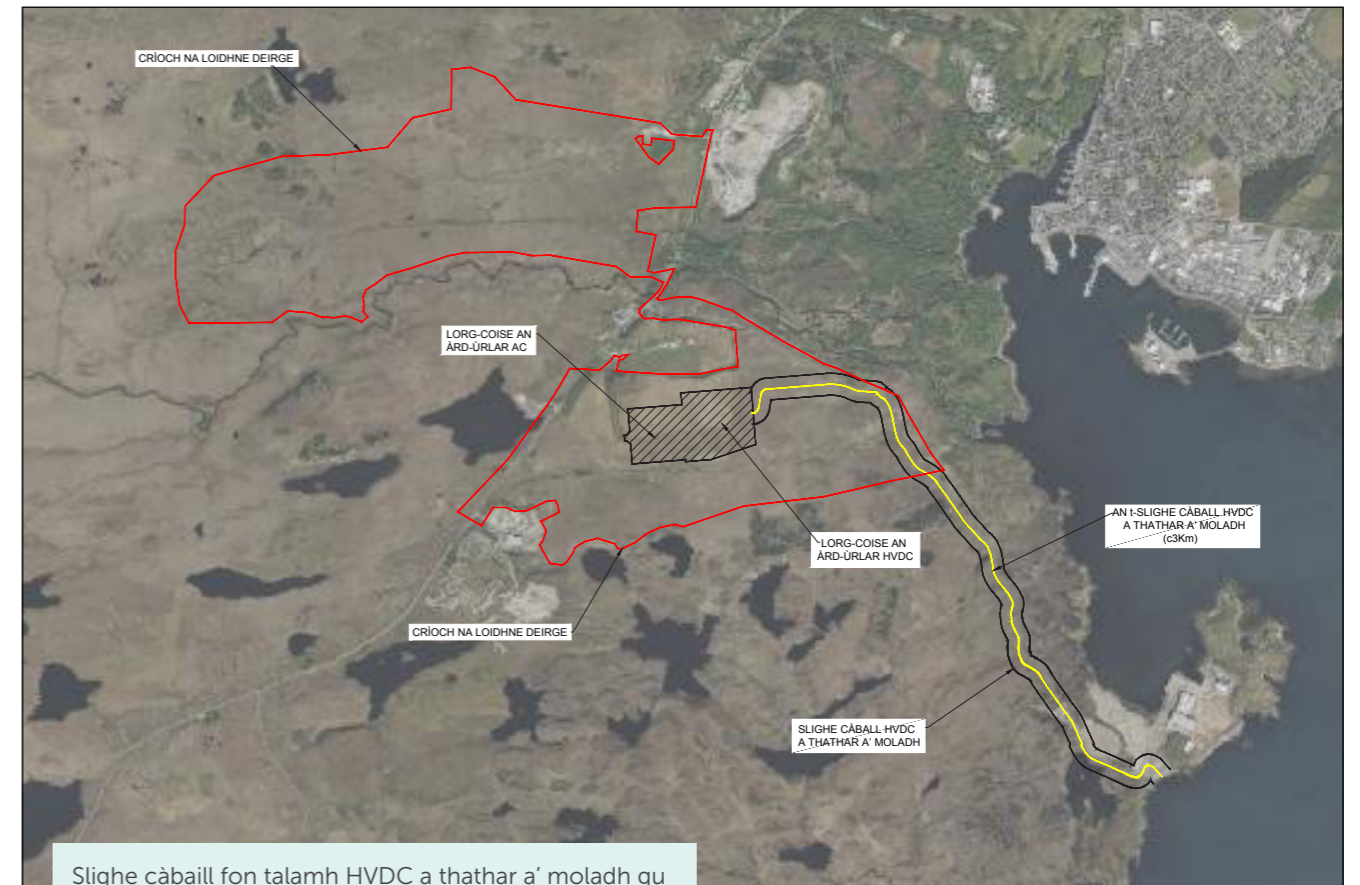 CRÌOCH NA LOIDHNE DEIRGE
LORG-COISE AN
ÀRD-ÙRLAR AC
AN t-SLIGHE CÀBALL HVDC
A THATHAR A' MOLADH
(c3Km)
LORG-COISE AN
ÀRD-ÙRLAR HVDC
CRÌOCH NA LOIDHNE DEIRGE
SLIGHE CÀBALL HVDC
A THATHAR A' MOLADH
Slighe càbaill fon talamh HVDC a thathar a' moladh gu